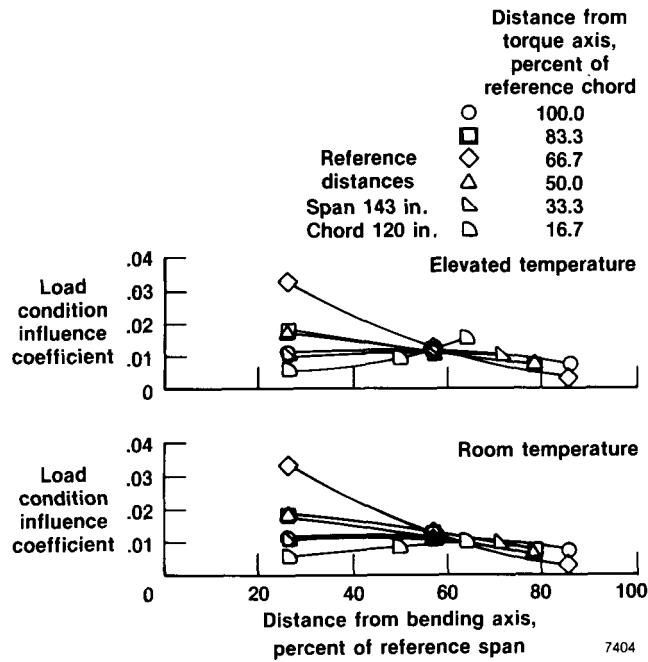 Distance from
torque axis,
percent of
reference chord
100.0
83.3
Reference 66.7
distances 50.0
Span 143 in. 33.3
Chord 120 in. 16.7
Elevated temperature
Load
condition
influence
coefficient
.04
.03
.02
.01
0
Room temperature
Load
condition
influence
coefficient
.04
.03
.02
.01
0 20 40 60 80 100
Distance from bending axis,
percent of reference span
7404